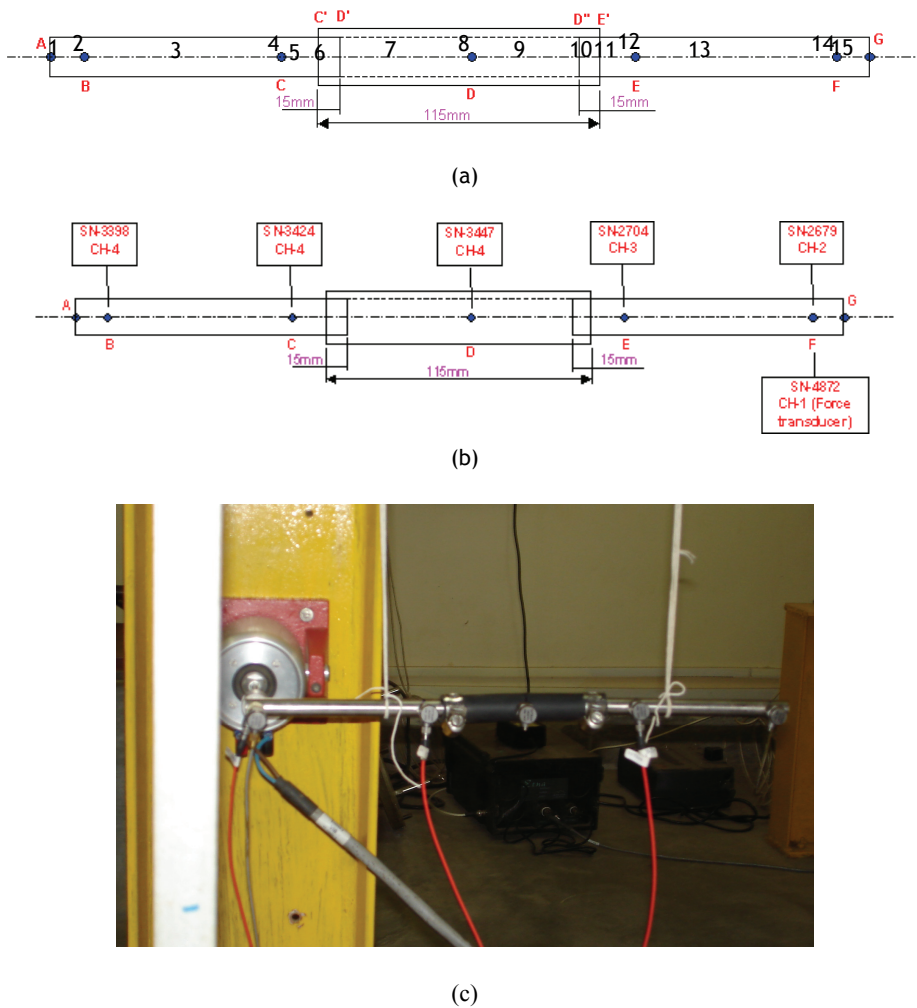 C' D' D" E'
A 1 2 3 4 5 6 7 8 9 10 11 12 13 14 15 G
B C D E F
15mm 15mm
115mm
(a)
SN-3398 SN-3424 SN-3447 SN-2704 SN-2679
CH-4 CH-4 CH-4 CH-3 CH-2
A G
B C D E F
15mm 15mm
115mm
SN-4872
CH-1 (Force
transducer)
(b)
(c)